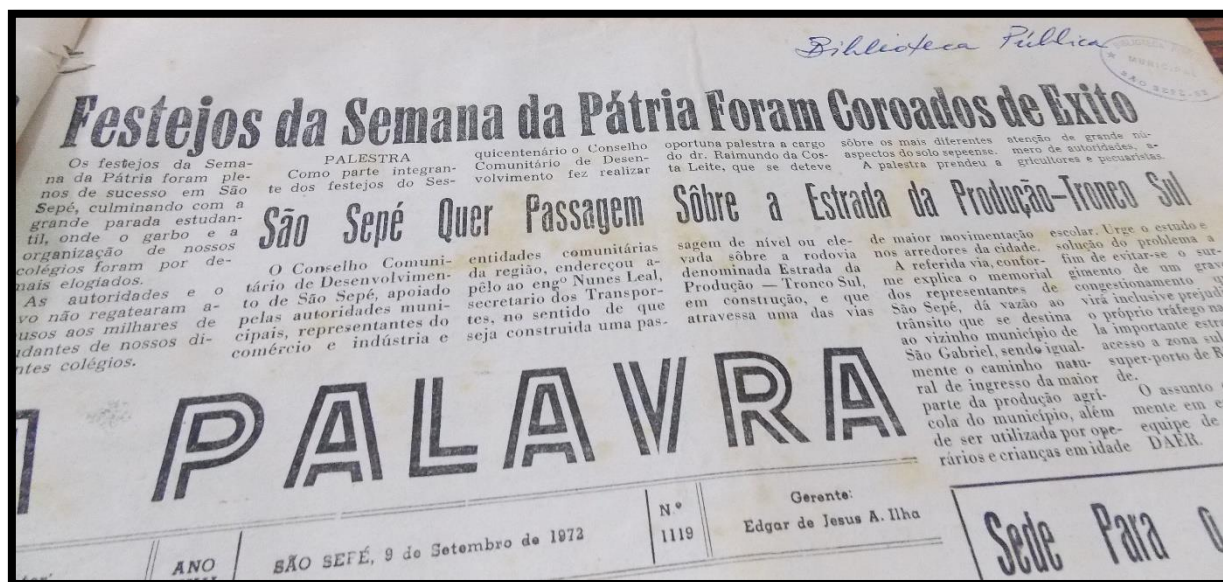 Biblioteca Pública
Festejos da Semana da Pátria Foram Coroados de Exito
Os festejos da Sema-
na da Pátria foram ple-
nos de sucesso em São
Sepé, culminando com a
grande parada estudan-
til, onde o garbo e a
organização de nossos
colégios foram por de-
mais elogiados.
As autoridades e o
vo não regatearam a-
usos aos milhares de
udantes de nossos di-
ntes colégios.
PALESTRA
Como parte integran-
te dos festejos do Ses-
quicentenário o Conselho
Comunitário de Desen-
volvimento fez realizar
oportuna palestra a cargo
do dr. Raimundo da Cos-
ta Leite, que se deteve
sôbre os mais diferentes
aspectos do solo sepeense.
A palestra prendeu a
atenção de grande nú-
mero de autoridades, a-
gricultores e pecuaristas.
São Sepé Quer Passagem Sôbre a Estrada da Produção-Tronco Sul
O Conselho Comuni-
tário de Desenvolvimen-
to de São Sepé, apoiado
pelas autoridades muni-
cipais, representantes do
comércio e indústria e
entidades comunitárias
da região, endereçou a-
pêlo ao engº Nunes Leal,
secretario dos Transpor-
tes, no sentido de que
seja construida uma pas-
sagem de nível ou ele-
vada sôbre a rodovia
denominada Estrada da
Produção — Tronco Sul,
em construção, e que
atravessa uma das vias
de maior movimentação
nos arredores da cidade.
A referida via, confor-
me explica o memorial
dos representantes de
São Sepé, dá vazão ao
trânsito que se destina
ao vizinho município de
São Gabriel, sendo igual-
mente o caminho natu-
ral de ingresso da maior
parte da produção agrí-
cola do município, além
de ser utilizada por ope-
rários e crianças em idade
escolar. Urge o estudo e
solução do problema a
fim de evitar-se o sur-
gimento de um grav
congestionamento
virá inclusive prejud
o próprio tráfego na
la importante estr
acesso a zona sul
super-porto de R
de.
O assunto
mente em e
equipe de
DAER.
PALAVRA
ANO
SÃO SEPÉ, 9 de Setembro de 1972
N.º
1119
Gerente:
Edgar de Jesus A. Ilha
Sede Para O